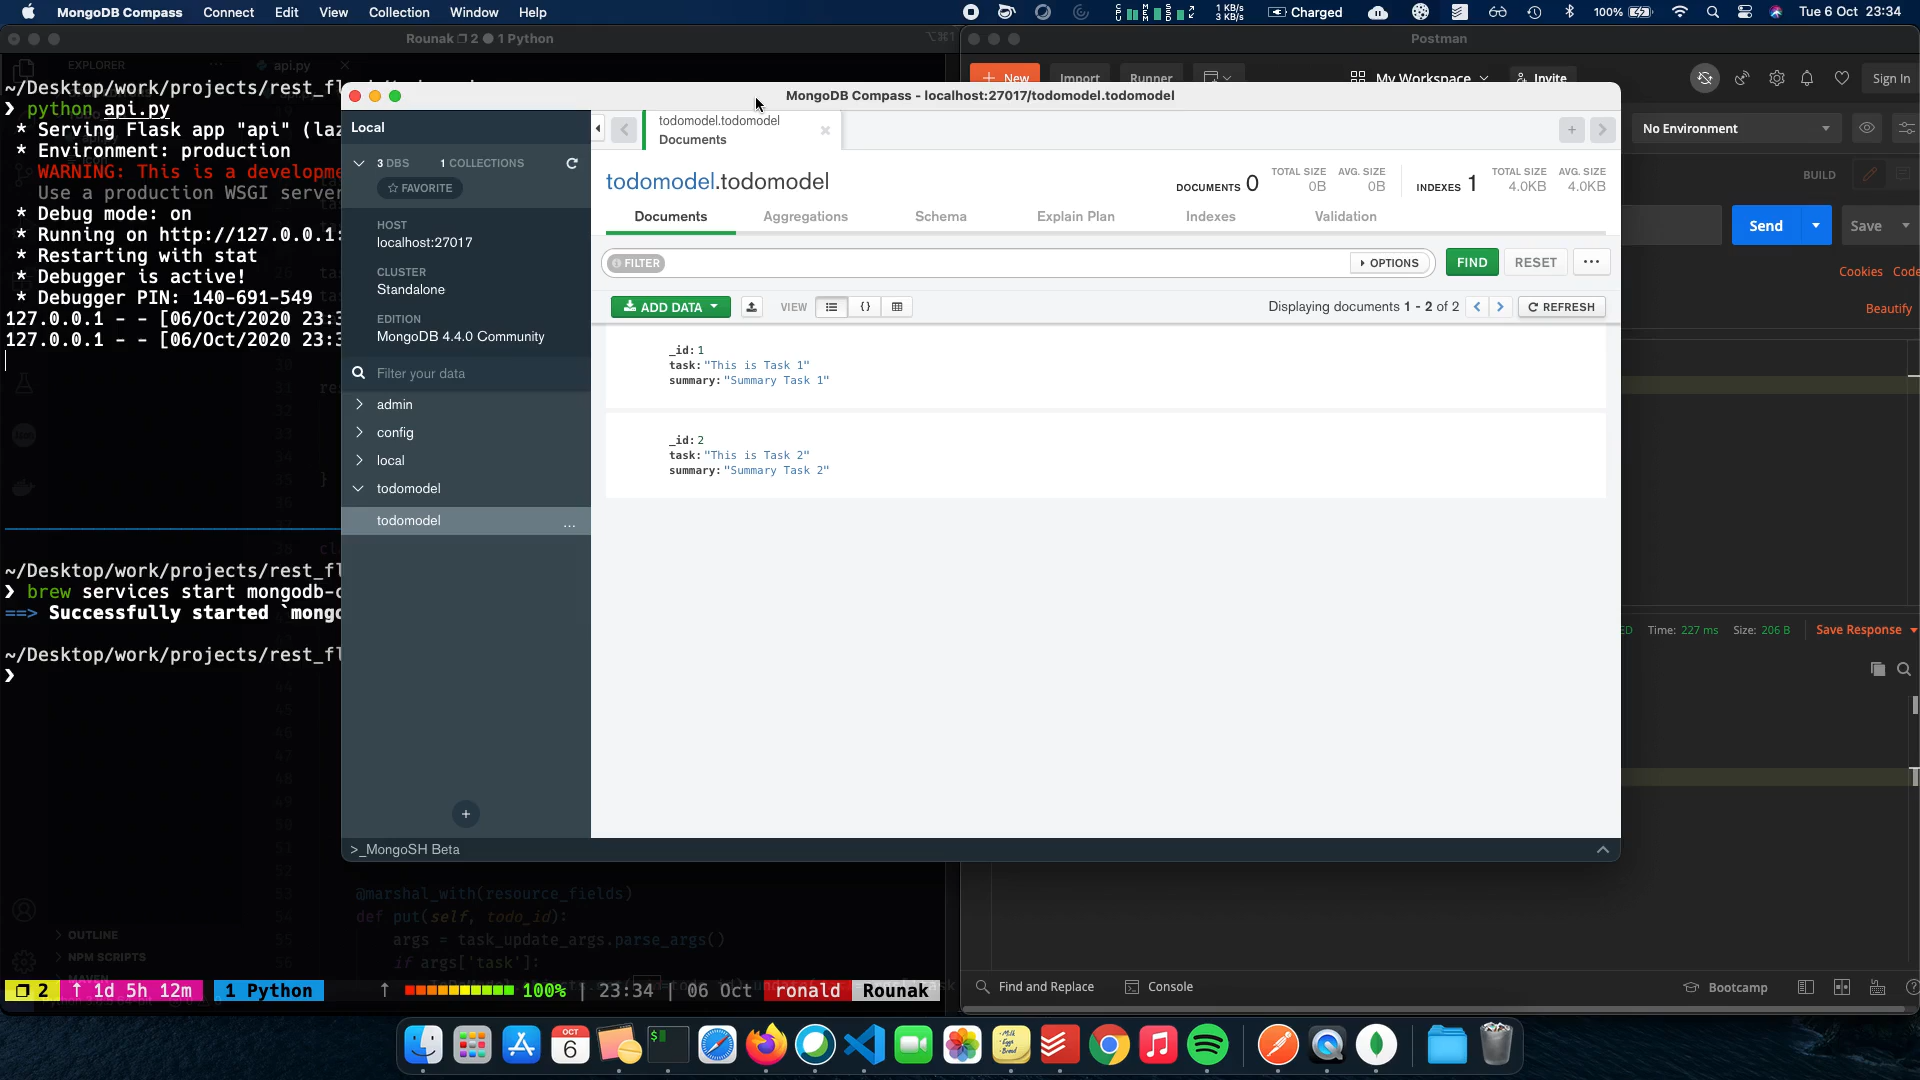 MongoDB Compass Connect Edit View Collection Window Help
1 KB/s
3 KB/s
Charged
100%
Tue 6 Oct 23:34
Rounak 2 1 Python
⌥⌘1
Postman
EXPLORER
api.py
~/Desktop/work/projects/rest_fl
❯ python api.py
* Serving Flask app "api" (laz
* Environment: production
WARNING: This is a developme
Use a production WSGI server
* Debug mode: on
* Running on http://127.0.0.1:
* Restarting with stat
* Debugger is active!
* Debugger PIN: 140-691-549
127.0.0.1 - - [06/Oct/2020 23:3
127.0.0.1 - - [06/Oct/2020 23:3
~/Desktop/work/projects/rest_fl
❯ brew services start mongodb-c
==> Successfully started `mongo
~/Desktop/work/projects/rest_fl
❯
MongoDB Compass - localhost:27017/todomodel.todomodel
Local
3 DBS 1 COLLECTIONS
FAVORITE
HOST
localhost:27017
CLUSTER
Standalone
EDITION
MongoDB 4.4.0 Community
Filter your data
admin
config
local
todomodel
todomodel ...
>_MongoSH Beta
todomodel.todomodel
Documents
todomodel.todomodel
DOCUMENTS 0
TOTAL SIZE 0B
AVG. SIZE 0B
INDEXES 1
TOTAL SIZE 4.0KB
AVG. SIZE 4.0KB
Documents Aggregations Schema Explain Plan Indexes Validation
FILTER
OPTIONS
FIND
RESET
...
ADD DATA
VIEW
Displaying documents 1 - 2 of 2
REFRESH
_id: 1
task: "This is Task 1"
summary: "Summary Task 1"
_id: 2
task: "This is Task 2"
summary: "Summary Task 2"
New Import Runner My Workspace Invite Sign In
No Environment
BUILD
Send Save
Cookies Code
Beautify
Time: 227 ms Size: 206 B Save Response
Find and Replace Console
Bootcamp
@marshal_with(resource_fields)
def put(self, todo_id):
args = task_update_args.parse_args()
if args['task']:
OUTLINE
NPM SCRIPTS
MAVEN
2 ↑ 1d 5h 12m 1 Python
↑ 100% | 23:34 | 06 Oct ronald Rounak
OCT
6